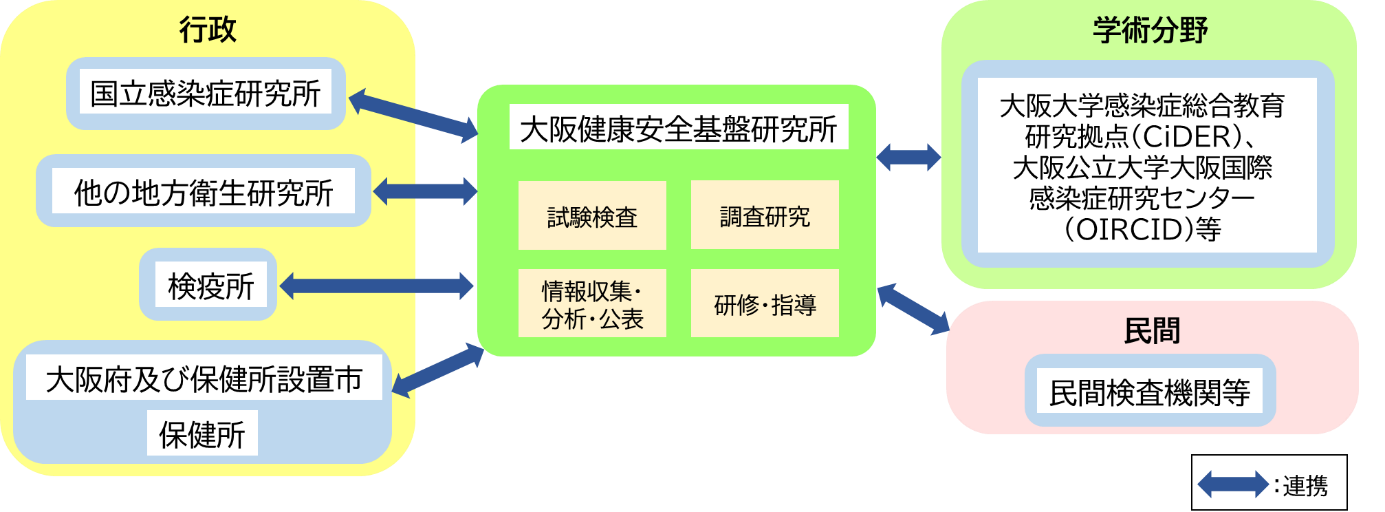 行政
国立感染症研究所
他の地方衛生研究所
検疫所
大阪府及び保健所設置市
保健所
大阪健康安全基盤研究所
試験検査
調査研究
情報収集・
分析・公表
研修・指導
学術分野
大阪大学感染症総合教育
研究拠点(CiDER)、
大阪公立大学大阪国際
感染症研究センター
(OIRCID)等
民間
民間検査機関等
：連携